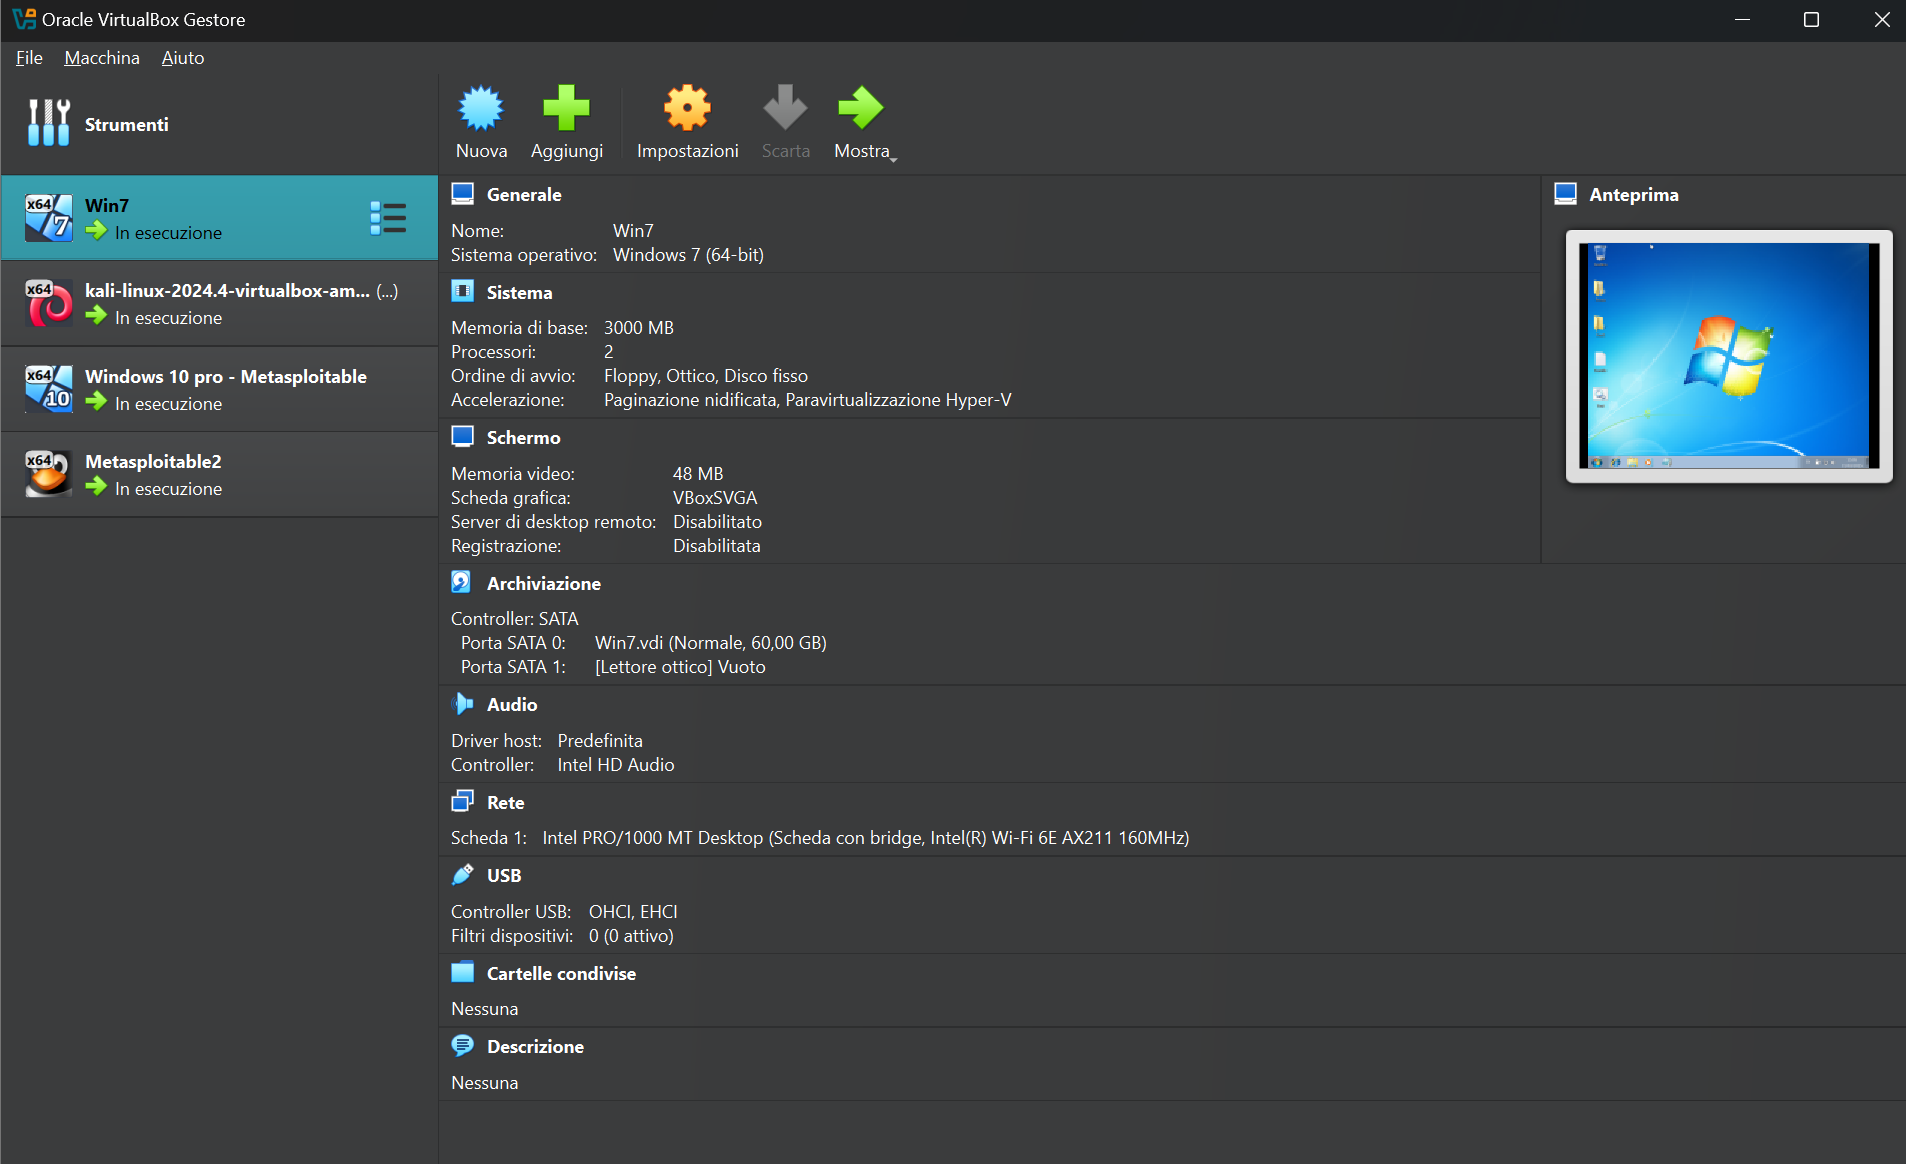 Oracle VirtualBox Gestore
File Macchina Aiuto
Strumenti
Nuova Aggiungi Impostazioni Scarta Mostra
x64 7 Win7
In esecuzione
x64 kali-linux-2024.4-virtualbox-am... (...)
In esecuzione
x64 10 Windows 10 pro - Metasploitable
In esecuzione
x64 Metasploitable2
In esecuzione
Generale
Nome: Win7
Sistema operativo: Windows 7 (64-bit)
Sistema
Memoria di base: 3000 MB
Processori: 2
Ordine di avvio: Floppy, Ottico, Disco fisso
Accelerazione: Paginazione nidificata, Paravirtualizzazione Hyper-V
Schermo
Memoria video: 48 MB
Scheda grafica: VBoxSVGA
Server di desktop remoto: Disabilitato
Registrazione: Disabilitata
Archiviazione
Controller: SATA
Porta SATA 0: Win7.vdi (Normale, 60,00 GB)
Porta SATA 1: [Lettore ottico] Vuoto
Audio
Driver host: Predefinita
Controller: Intel HD Audio
Rete
Scheda 1: Intel PRO/1000 MT Desktop (Scheda con bridge, Intel(R) Wi-Fi 6E AX211 160MHz)
USB
Controller USB: OHCI, EHCI
Filtri dispositivi: 0 (0 attivo)
Cartelle condivise
Nessuna
Descrizione
Nessuna
Anteprima